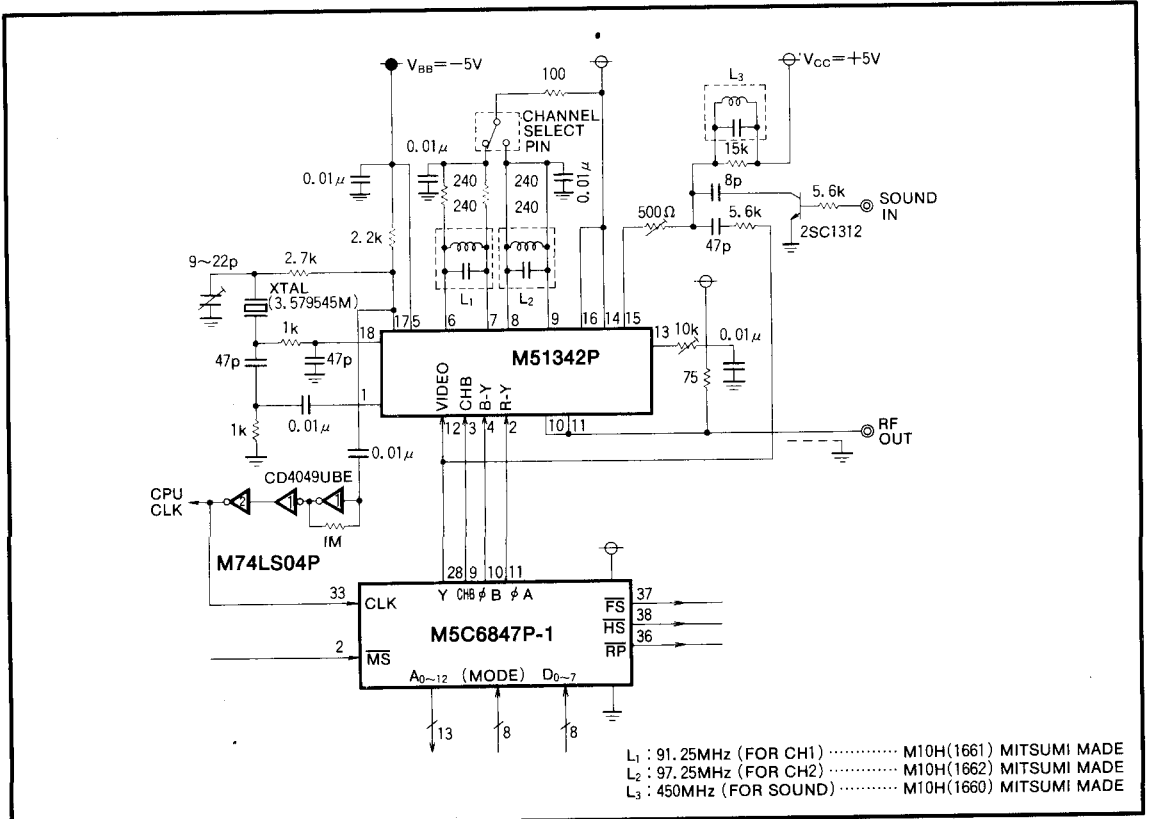 VBB=−5V
VCC=+5V
100
L3
CHANNEL
SELECT
PIN
15k
0.01μ
0.01μ
240
240
240
240
0.01μ
8p
5.6k
SOUND
IN
500Ω
5.6k
2SC1312
47p
2.2k
9~22p
2.7k
XTAL
(3.579545M)
L1
L2
1k
18
17
5
6
7
8
9
16
14
15
13
10k
0.01μ
47p
47p
M51342P
75
1
VIDEO
CHB
B-Y
R-Y
1k
0.01μ
12
3
4
2
10
11
RF
OUT
0.01μ
CD4049UBE
CPU
CLK
2
1
1
1M
M74LS04P
28
9
10
11
33
CLK
Y
CHB
φB
φA
FS
37
M5C6847P-1
HS
38
2
MS
RP
36
A0~12
(MODE)
D0~7
13
8
8
L1 : 91.25MHz (FOR CH1) ············ M10H(1661) MITSUMI MADE
L2 : 97.25MHz (FOR CH2) ············ M10H(1662) MITSUMI MADE
L3 : 450MHz (FOR SOUND) ·········· M10H(1660) MITSUMI MADE